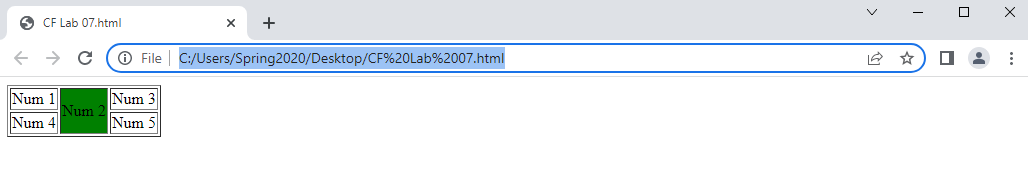 CF Lab 07.html
File C:/Users/Spring2020/Desktop/CF%20Lab%2007.html
Num 1 Num 2 Num 3
Num 4 Num 5